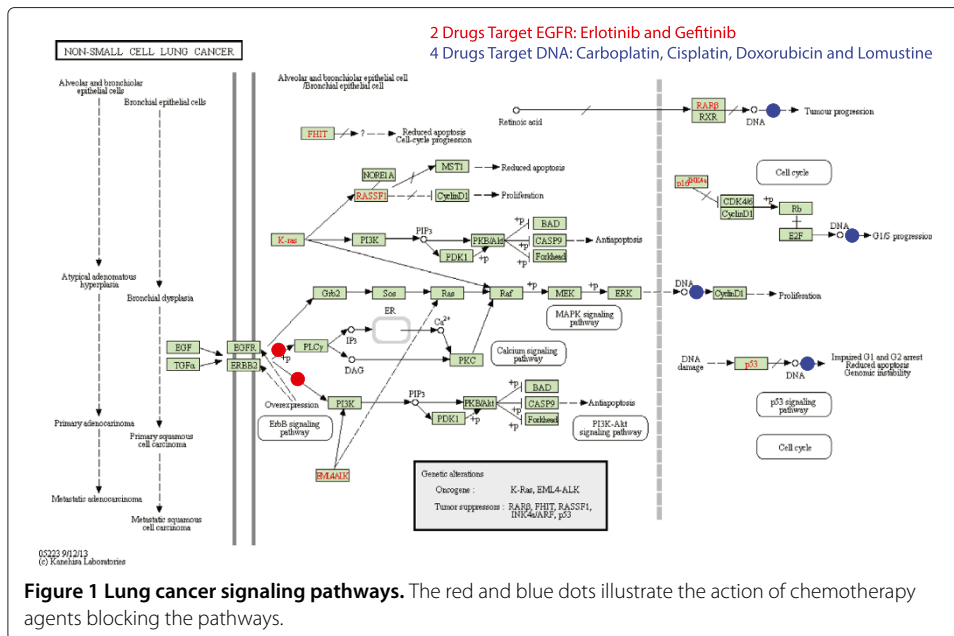 2 Drugs Target EGFR: Erlotinib and Gefitinib
4 Drugs Target DNA: Carboplatin, Cisplatin, Doxorubicin and Lomustine
NON-SMALL CELL LUNG CANCER
Alveolar and bronchiolar
epithelial cells
Bronchial epithelial cells
Alveolar and bronchiolar epithelial cell
/Bronchial epithelial cell
Retinoic acid
RARβ
RXR
DNA
Tumour progression
FHIT
?
Reduced apoptosis
Cell-cycle progression
NORE1A
MST1
Reduced apoptosis
RASSF1
CyclinD1
Proliferation
Cell cycle
p16INK4a
CDK4/6
CyclinD1
+p
Rb
E2F
DNA
G1/S progression
K-ras
PI3K
PIP3
PDK1
+p
PKB/Akt
+p
+p
+p
BAD
CASP9
Forkhead
Antiapoptosis
Atypical adenomatous
hyperplasia
Bronchial dysplasia
Grb2
Sos
Ras
Raf
+p
MEK
+p
ERK
DNA
CyclinD1
Proliferation
MAPK signaling
pathway
ER
EGF
TGFα
EGFR
ERBB2
+p
PLCγ
IP3
DAG
Ca2+
PKC
Calcium signaling
pathway
DNA
damage
p53
DNA
Impaired G1 and G2 arrest
Reduced apoptosis
Genomic instability
Overexpression
ErbB signaling
pathway
PI3K
PIP3
PDK1
+p
PKB/Akt
+p
+p
+p
BAD
CASP9
Forkhead
Antiapoptosis
PI3K-Akt
signaling pathway
p53 signaling
pathway
Cell cycle
Primary adenocarinoma
Primary squamous
cell carcinoma
EML4ALK
Metastatic adenocarcinoma
Metastatic squamous
cell carcinoma
Genetic alterations
Oncogene : K-Ras, EML4-ALK
Tumor suppressors : RARβ, FHIT, RASSF1,
INK4a/ARF, p53
05223 9/12/13
(c) Kanehisa Laboratories
Figure 1 Lung cancer signaling pathways. The red and blue dots illustrate the action of chemotherapy
agents blocking the pathways.